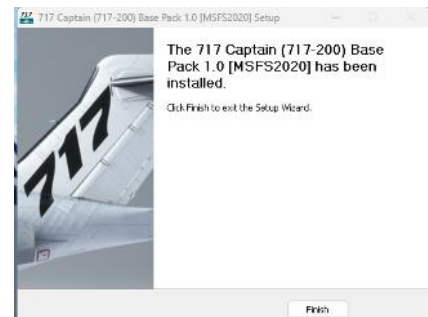 717 Captain (717-200) Base Pack 1.0 [MSFS2020] Setup
The 717 Captain (717-200) Base
Pack 1.0 [MSFS2020] has been
installed.
Click Finish to exit the Setup Wizard.
717
Finish